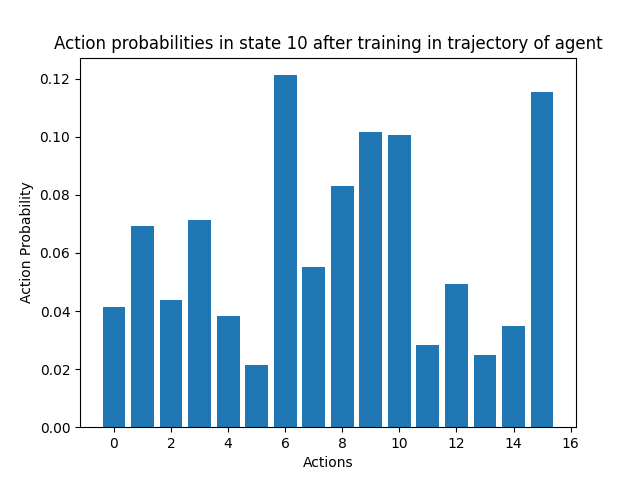 Action probabilities in state 10 after training in trajectory of agent
0.12
0.10
0.08
0.06
0.04
0.02
0.00
Action Probability
0 2 4 6 8 10 12 14 16
Actions